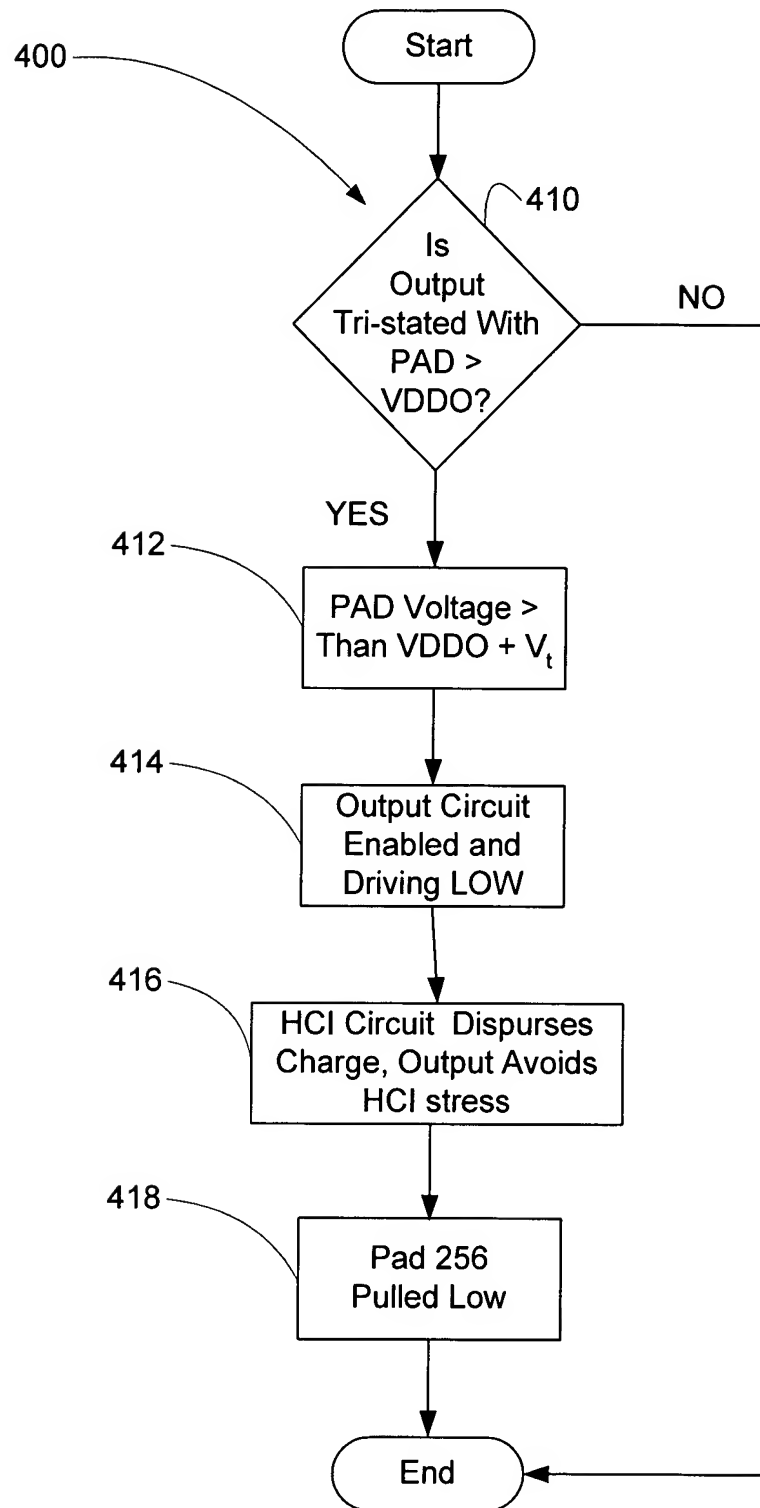 Start
400
410
Is
Output
Tri-stated With
PAD >
VDDO?
NO
YES
412
PAD Voltage >
Than VDDO + Vt
414
Output Circuit
Enabled and
Driving LOW
416
HCI Circuit Dispurses
Charge, Output Avoids
HCI stress
418
Pad 256
Pulled Low
End